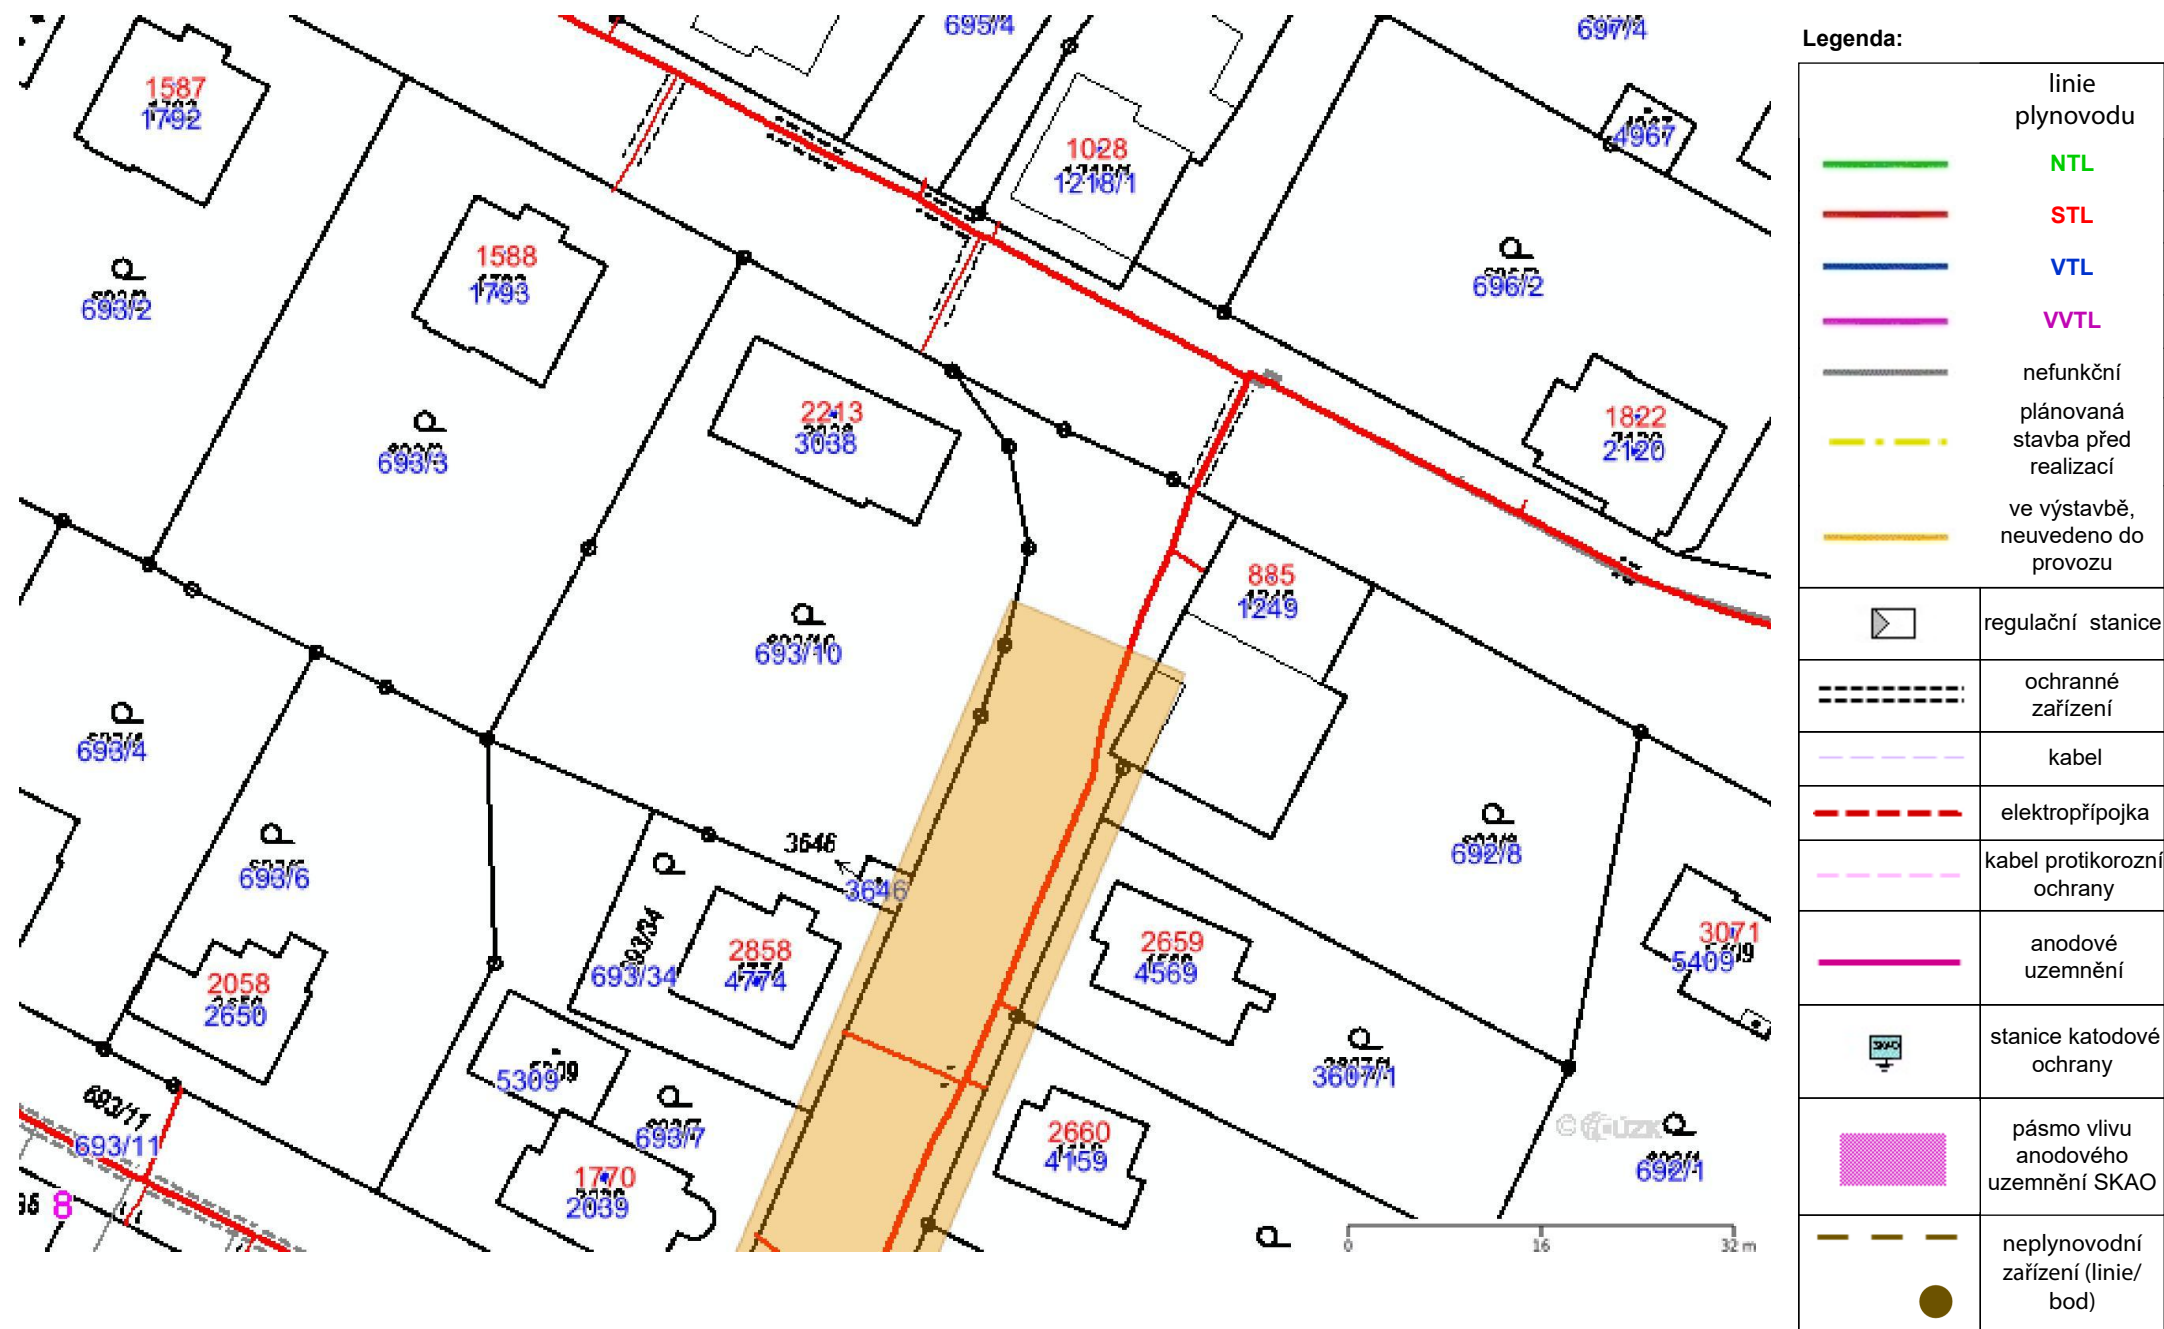 695/4
697/4
1587
1792
1028
1218/1
4967
1588
1793
693/2
696/2
2213
3038
693/3
1822
2120
885
1249
693/10
693/4
3646
3646
693/6
692/8
693/34
693/34
2858
4774
2659
4569
3071
5409
2058
2650
5309
3607/1
693/11
693/11
693/7
2660
4159
692/1
1770
2039
8
0 16 32 m
Legenda:
linie
plynovodu
NTL
STL
VTL
VVTL
nefunkční
plánovaná
stavba před
realizací
ve výstavbě,
neuvedeno do
provozu
regulační stanice
ochranné
zařízení
kabel
elektropřípojka
kabel protikorozní
ochrany
anodové
uzemnění
SKAO
stanice katodové
ochrany
pásmo vlivu
anodového
uzemnění SKAO
neplynovodní
zařízení (linie/
bod)